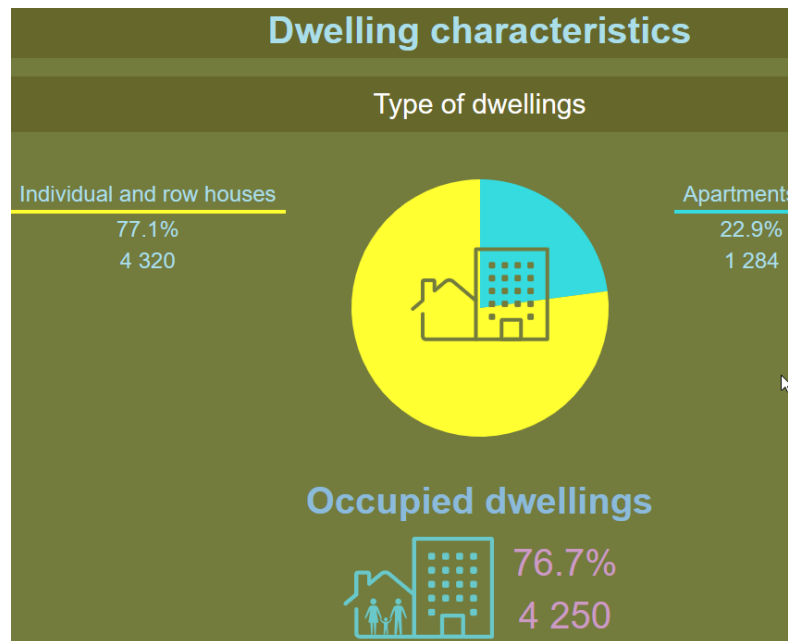 Dwelling characteristics
Type of dwellings
Individual and row houses
77.1%
4 320
Apartments
22.9%
1 284
Occupied dwellings
76.7%
4 250